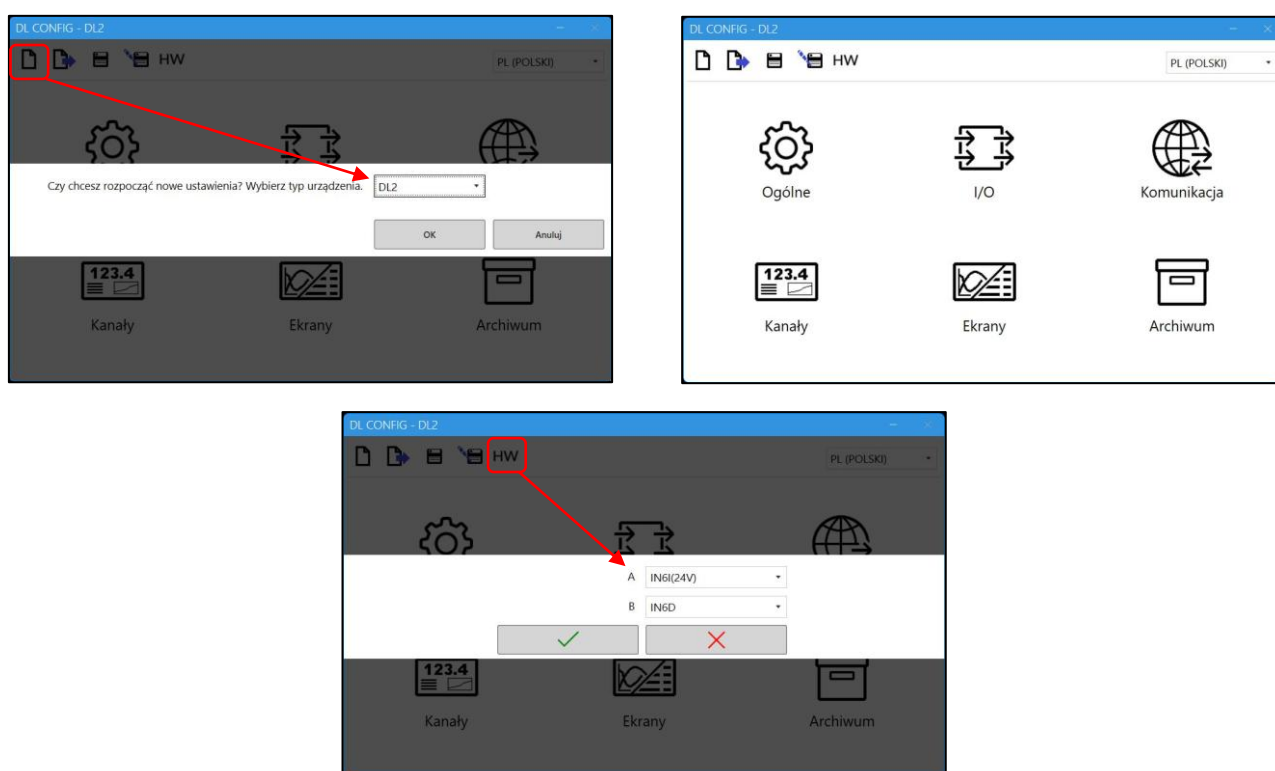 DL CONFIG - DL2
HW
PL (POLSKI)
Czy chcesz rozpocząć nowe ustawienia? Wybierz typ urządzenia. DL2
OK Anuluj
123.4
Kanały Ekrany Archiwum
DL CONFIG - DL2
HW
PL (POLSKI)
Ogólne I/O Komunikacja
123.4
Kanały Ekrany Archiwum
DL CONFIG - DL2
HW
PL (POLSKI)
A IN6I(24V)
B IN6D
123.4
Kanały Ekrany Archiwum